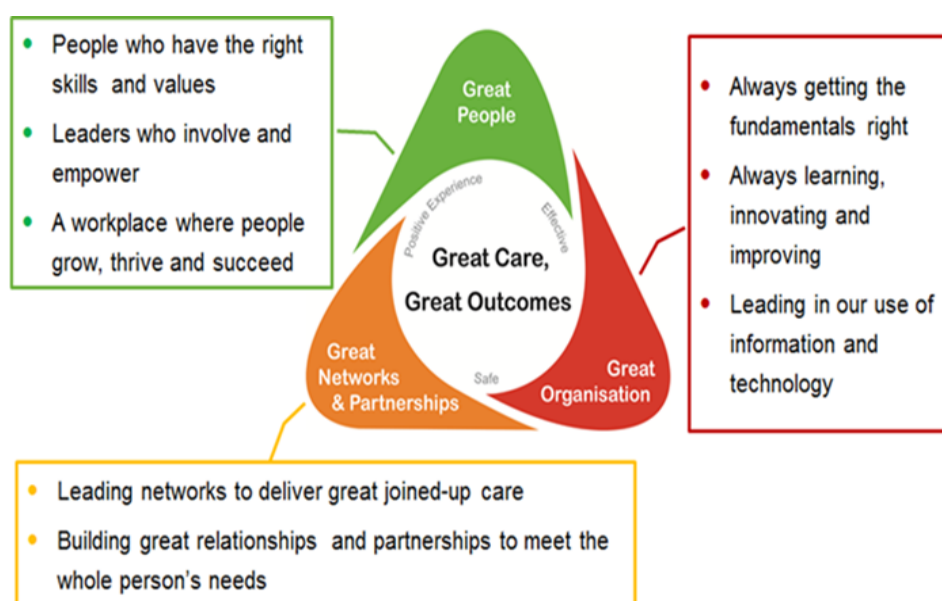 • People who have the right
skills and values
• Leaders who involve and
empower
• A workplace where people
grow, thrive and succeed
Great
People
• Always getting the
fundamentals right
• Always learning,
innovating and
improving
• Leading in our use of
information and
technology
Positive Experience
Effective
Great Care,
Great Outcomes
Safe
Great
Networks
& Partnerships
Great
Organisation
• Leading networks to deliver great joined-up care
• Building great relationships and partnerships to meet the
whole person's needs